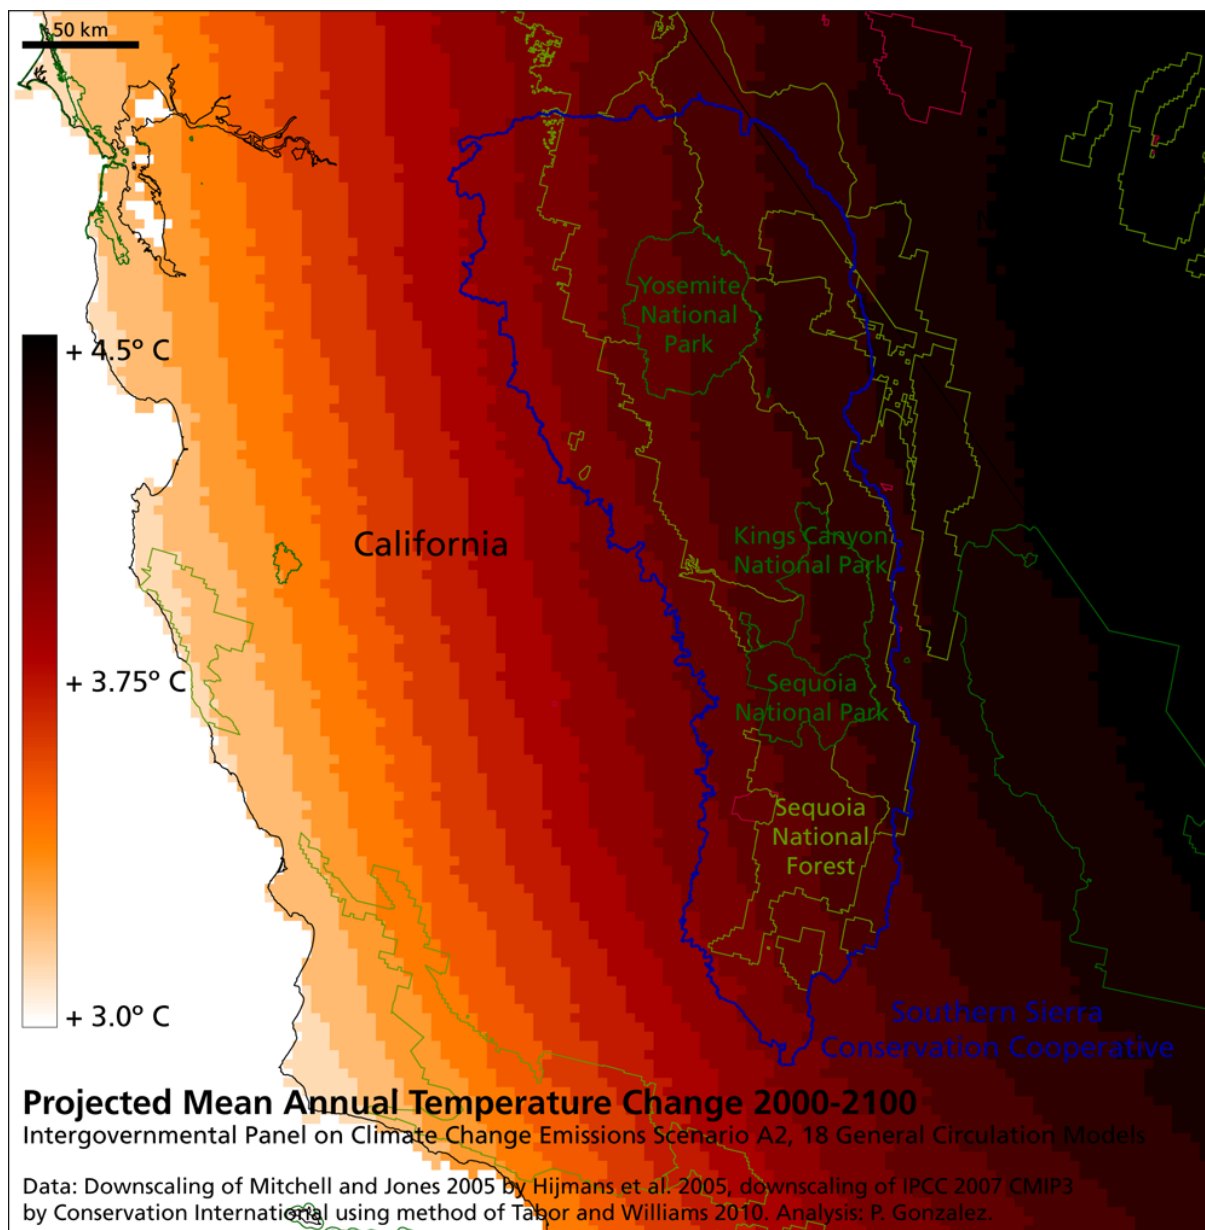 50 km
Yosemite
National
Park
+ 4.5º C
Kings Canyon
National Park
California
+ 3.75º C
Sequoia
National Park
Sequoia
National
Forest
+ 3.0º C
Southern Sierra
Conservation Cooperative
Projected Mean Annual Temperature Change 2000-2100
Intergovernmental Panel on Climate Change Emissions Scenario A2, 18 General Circulation Models
Data: Downscaling of Mitchell and Jones 2005 by Hijmans et al. 2005, downscaling of IPCC 2007 CMIP3
by Conservation International using method of Tabor and Williams 2010. Analysis: P. Gonzalez.